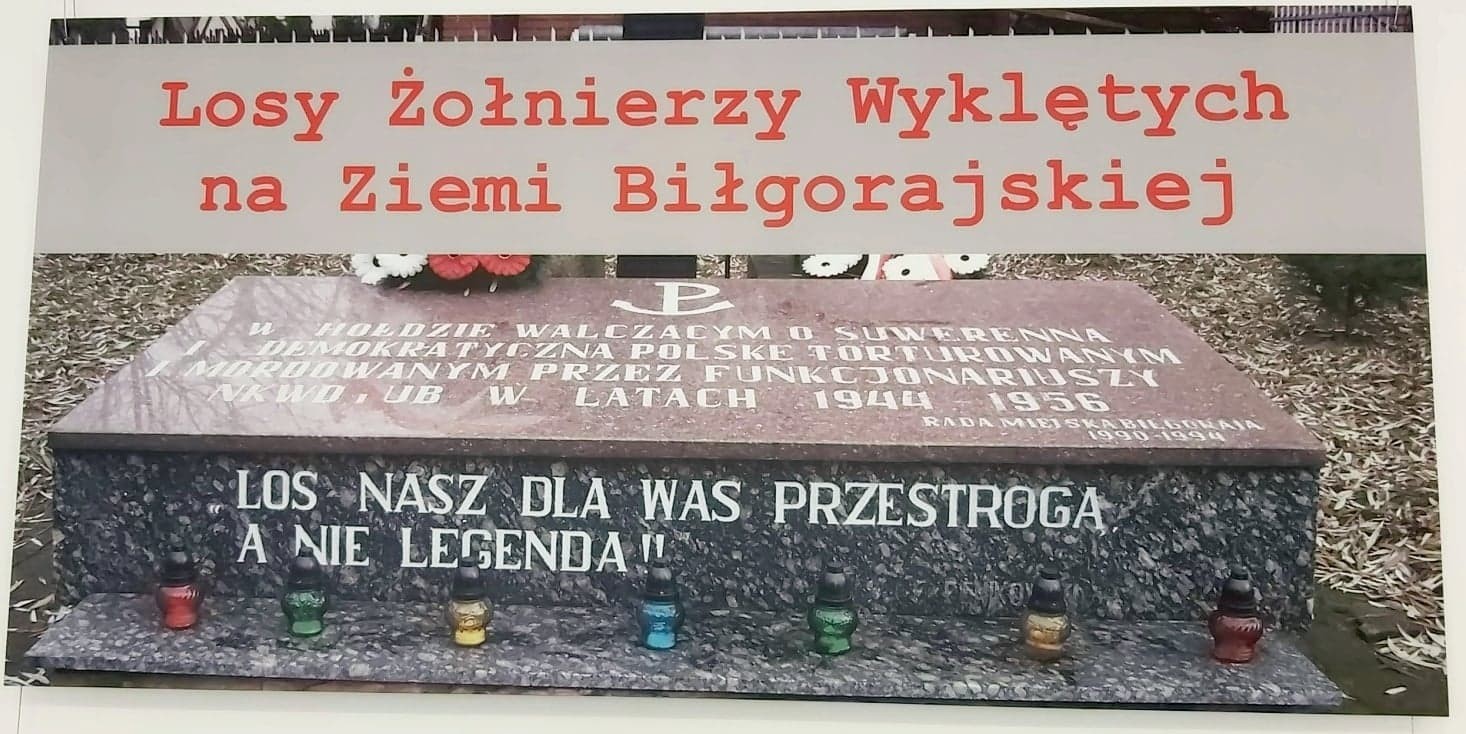 Losy Żołnierzy Wyklętych
na Ziemi Biłgorajskiej
W HOŁDZIE WALCZĄCYM O SUWERENNĄ
I DEMOKRATYCZNĄ POLSKĘ TORTUROWANYM
I MORDOWANYM PRZEZ FUNKCJONARIUSZY
NKWD, UB W LATACH 1944-1956
RADA MIEJSKA BIŁGORAJA
1990-1994
„LOS NASZ DLA WAS PRZESTROGĄ
A NIE LEGENDĄ"